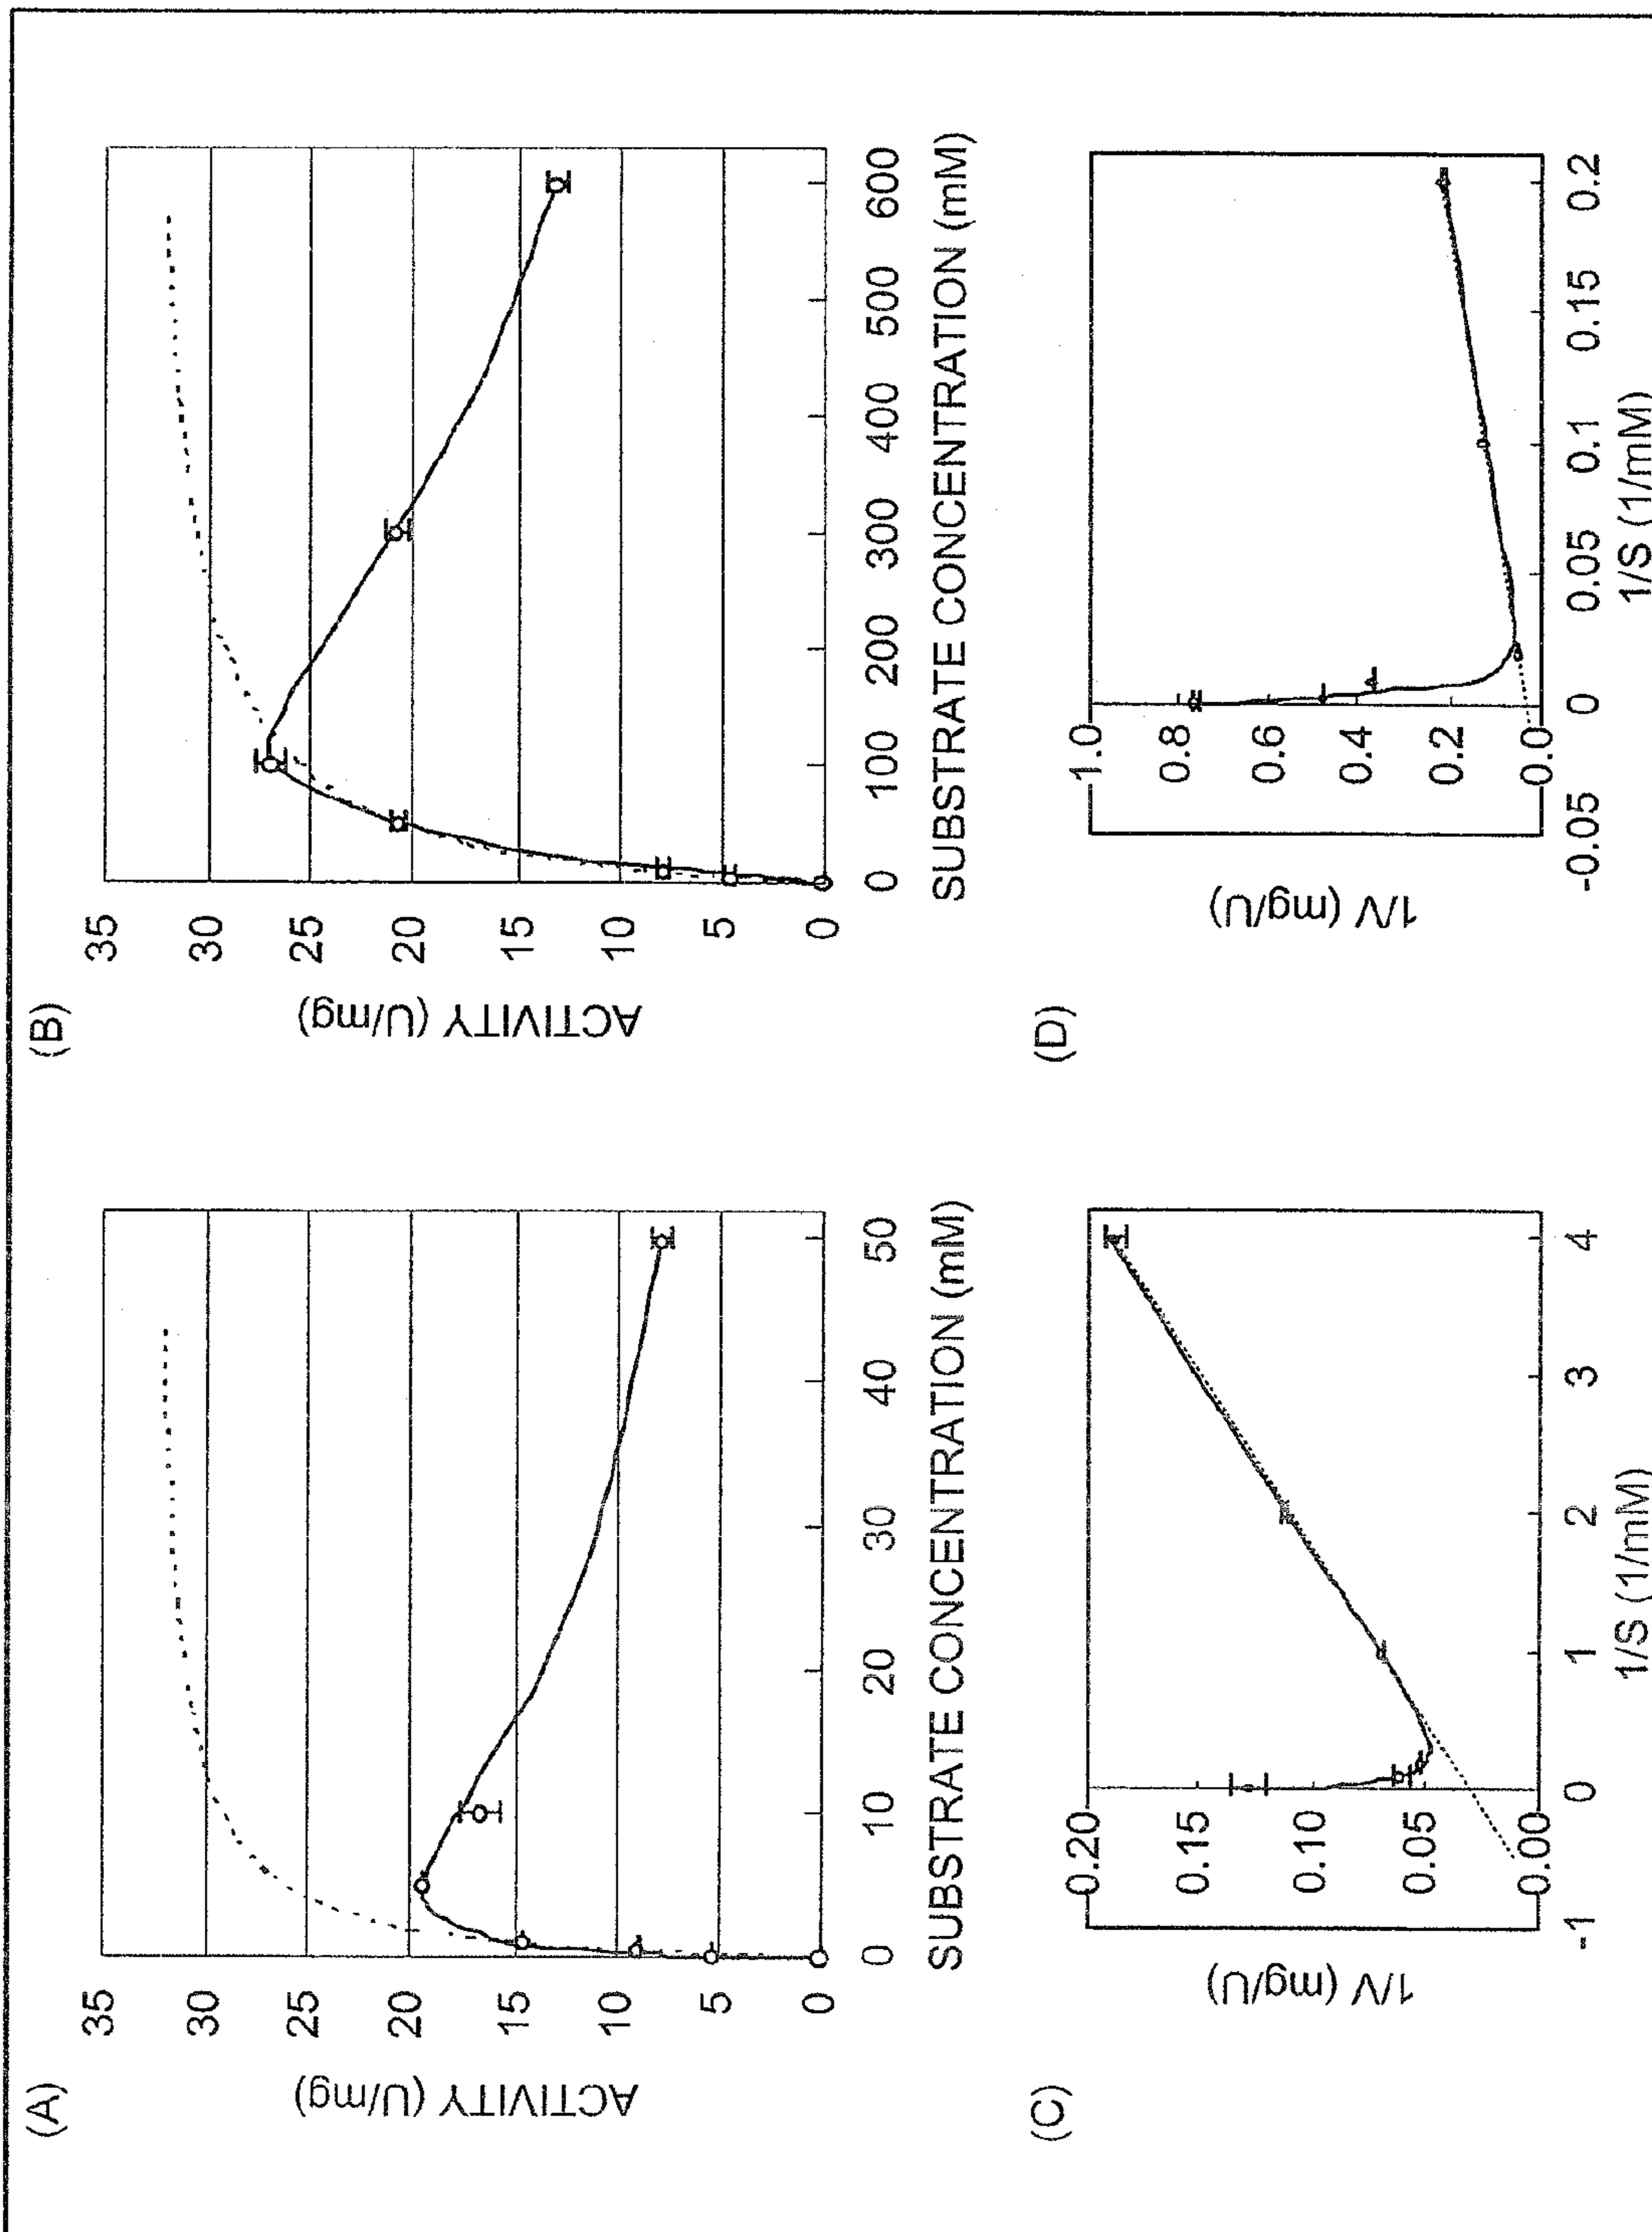 (A)
ACTIVITY (U/mg)
35
30
25
20
15
10
5
0
0 10 20 30 40 50
SUBSTRATE CONCENTRATION (mM)
(B)
ACTIVITY (U/mg)
35
30
25
20
15
10
5
0
0 100 200 300 400 500 600
SUBSTRATE CONCENTRATION (mM)
(C)
1/V (mg/U)
0.20
0.15
0.10
0.05
0.00
-1 0 1 2 3 4
1/S (1/mM)
(D)
1/V (mg/U)
1.0
0.8
0.6
0.4
0.2
0.0
-0.05 0 0.05 0.1 0.15 0.2
1/S (1/mM)